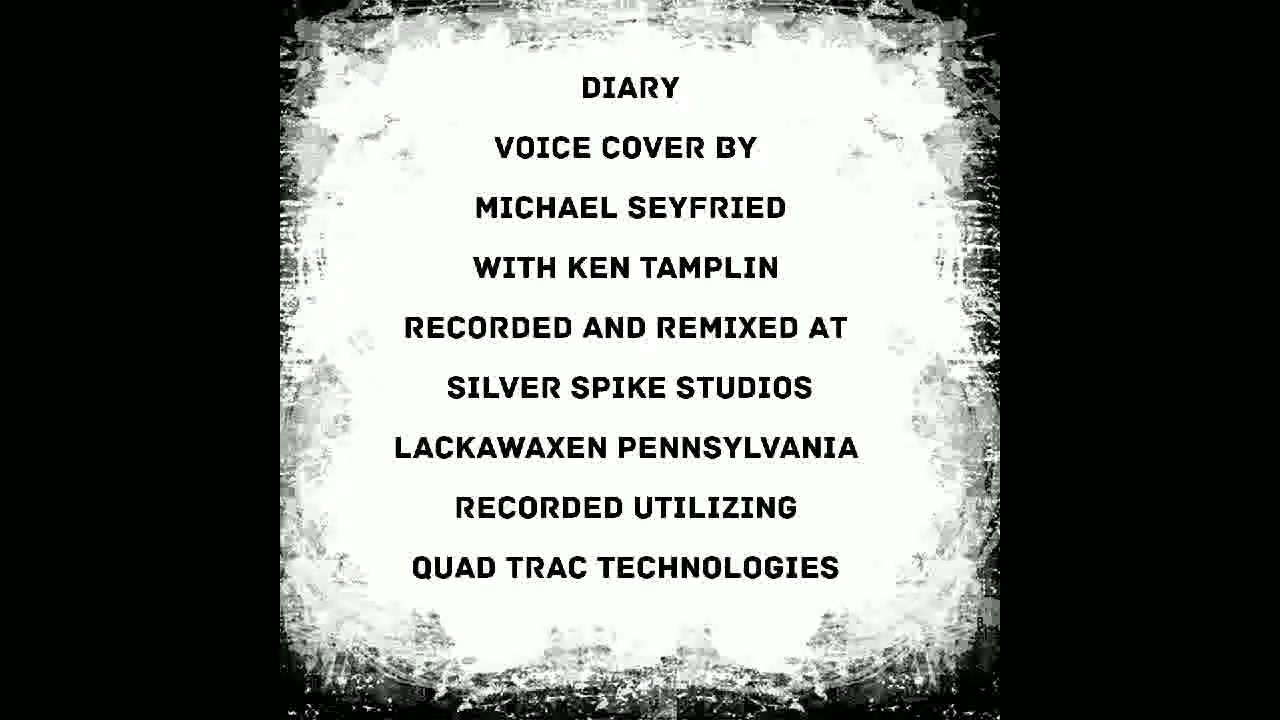 DIARY
VOICE COVER BY
MICHAEL SEYFRIED
WITH KEN TAMPLIN
RECORDED AND REMIXED AT
SILVER SPIKE STUDIOS
LACKAWAXEN PENNSYLVANIA
RECORDED UTILIZING
QUAD TRAC TECHNOLOGIES